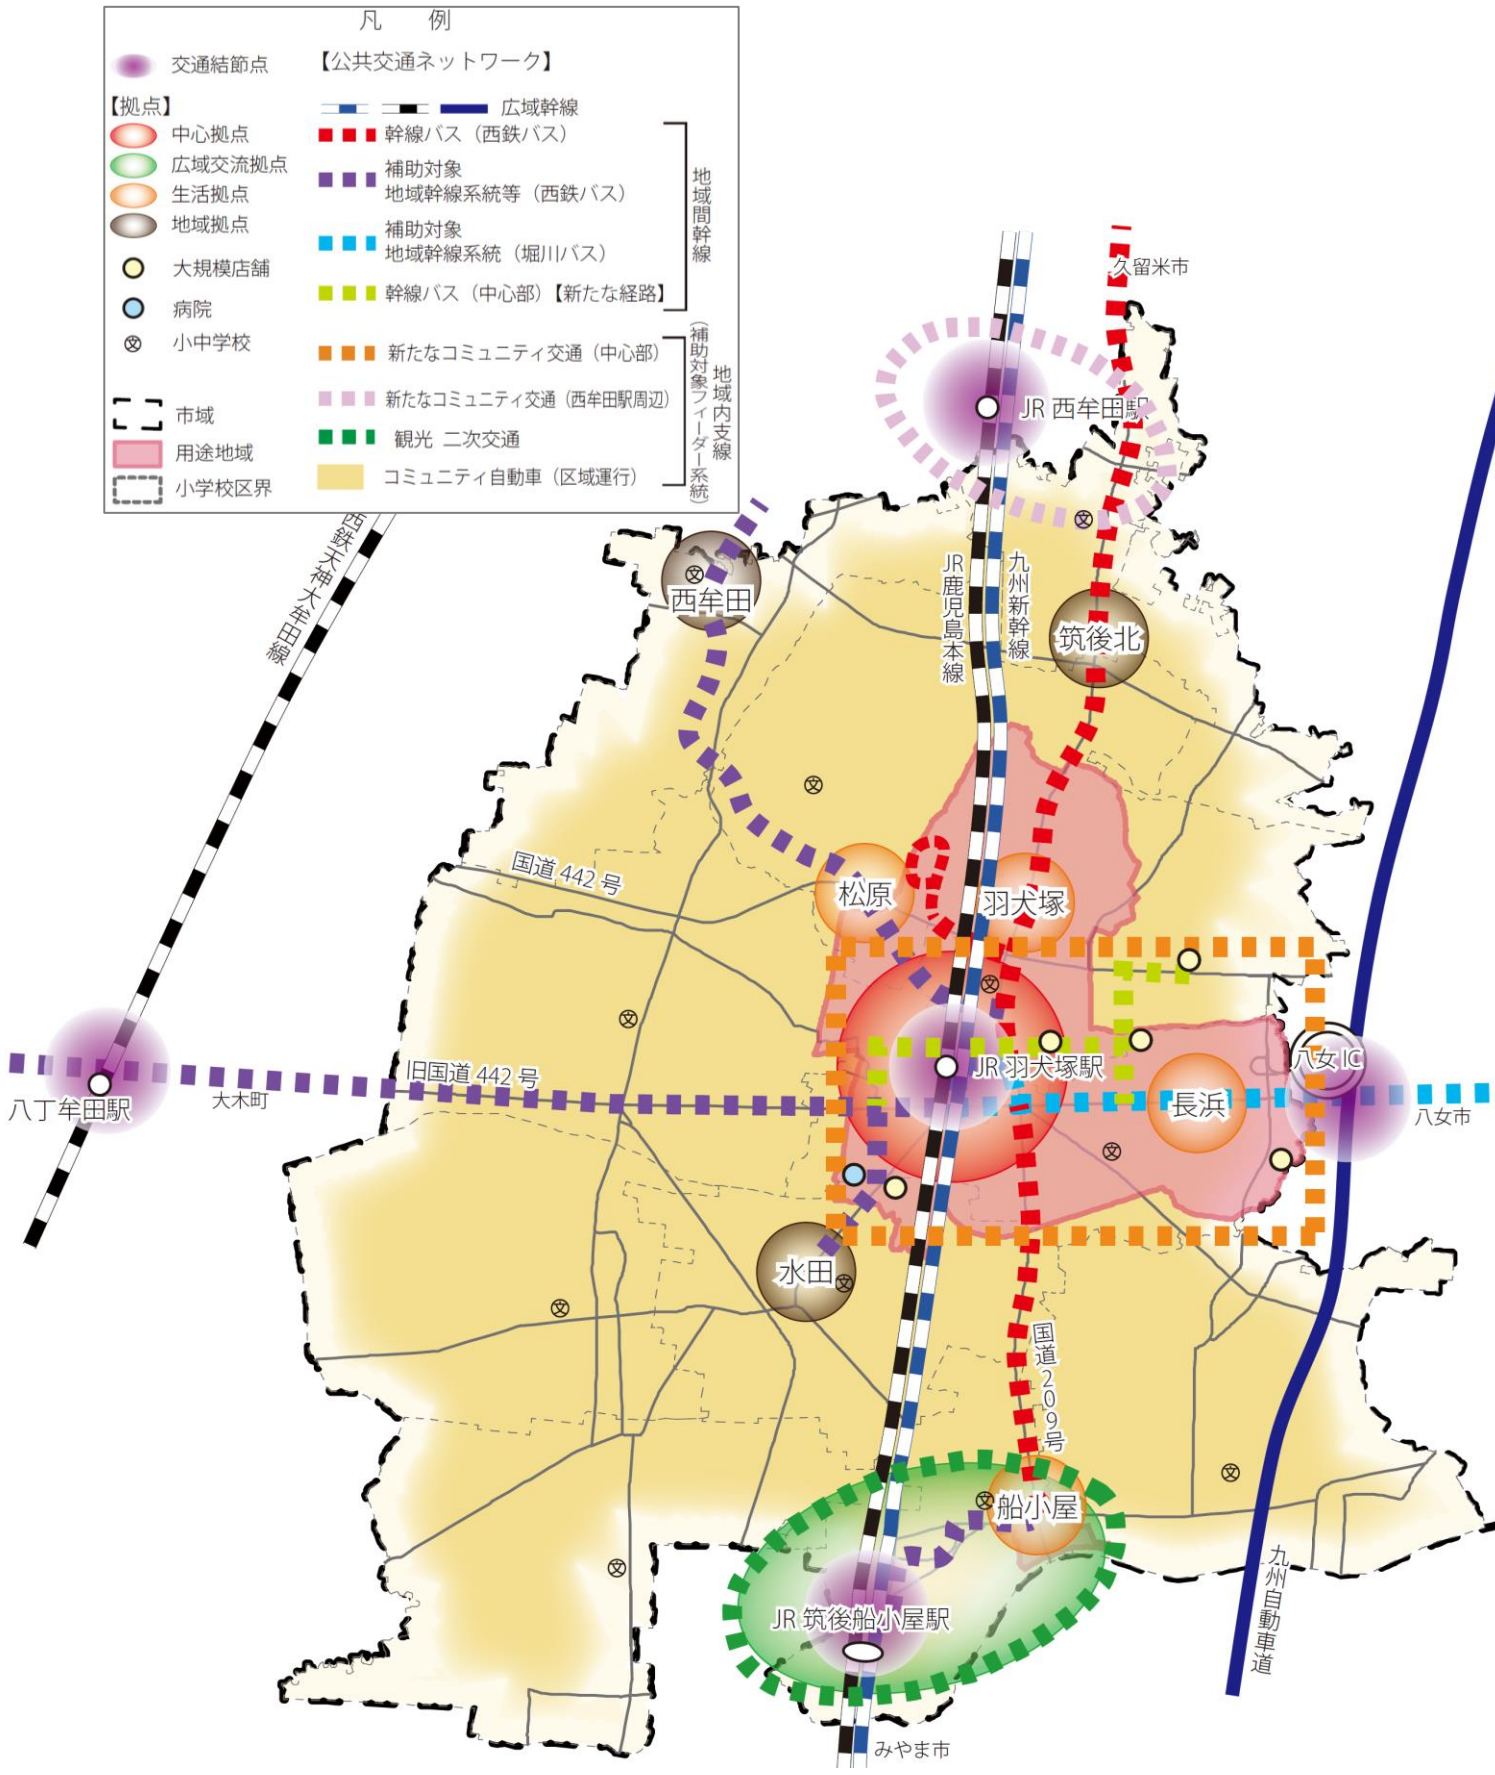 凡 例
交通結節点
【公共交通ネットワーク】
【拠点】
広域幹線
中心拠点
幹線バス（西鉄バス）
広域交流拠点
補助対象
地域幹線系統等（西鉄バス）
生活拠点
地域拠点
補助対象
地域幹線系統（堀川バス）
大規模店舗
幹線バス（中心部）【新たな経路】
病院
小中学校
地域間幹線
新たなコミュニティ交通（中心部）
新たなコミュニティ交通（西牟田駅周辺）
市域
観光 二次交通
用途地域
コミュニティ自動車（区域運行）
小学校区界
地域内支線
（補助対象フィーダー系統）
久留米市
JR 西牟田駅
西鉄天神大牟田線
西牟田
JR鹿児島本線
九州新幹線
筑後北
国道 442 号
松原
羽犬塚
旧国道 442 号
大木町
八丁牟田駅
JR 羽犬塚駅
八女 IC
長浜
八女市
水田
国道209号
船小屋
JR 筑後船小屋駅
九州自動車道
みやま市
文
文
文
文
文
文
文
文
文
文
文
文